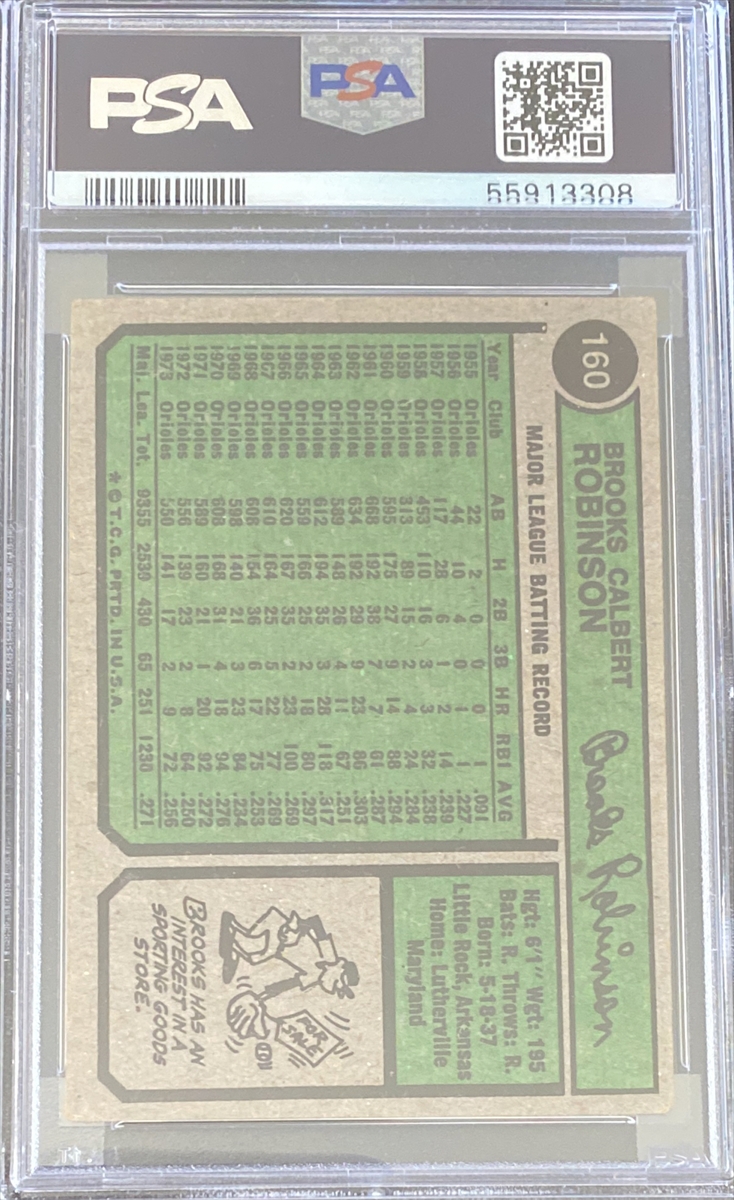 PSA
PSA
55913308
160
BROOKS CALBERT
ROBINSON
Brooks Robinson
MAJOR LEAGUE BATTING RECORD
Year Club AB H 2B 3B HR RBI AVG
1955 Orioles 22 2 0 0 0 1 .091
1956 Orioles 44 10 4 0 1 1 .227
1957 Orioles 117 28 6 1 2 14 .239
1958 Orioles 453 110 16 3 3 32 .238
1959 Orioles 313 89 15 2 4 24 .284
1960 Orioles 595 175 27 9 14 88 .294
1961 Orioles 668 192 38 7 7 61 .287
1962 Orioles 634 192 29 9 23 86 .303
1963 Orioles 589 148 26 4 11 67 .251
1964 Orioles 612 194 35 3 28 118 .317
1965 Orioles 559 166 25 2 18 80 .297
1966 Orioles 620 167 35 2 23 100 .269
1967 Orioles 610 164 25 5 22 77 .269
1968 Orioles 608 154 36 6 17 75 .253
1969 Orioles 598 140 21 3 23 84 .234
1970 Orioles 608 168 31 4 18 94 .276
1971 Orioles 589 160 21 1 20 92 .272
1972 Orioles 556 139 23 2 8 64 .250
1973 Orioles 550 141 17 2 9 72 .256
Maj. Lea. Tot. 9355 2539 430 65 251 1230 .271
* © T.C.G. PRTD. IN U.S.A.
Hgt: 6'1" Wgt: 195
Bats: R. Throws: R.
Born: 5-18-37
Little Rock, Arkansas
Home: Lutherville
Maryland
FOR
SALE
BROOKS HAS AN
INTEREST IN A
SPORTING GOODS
STORE.